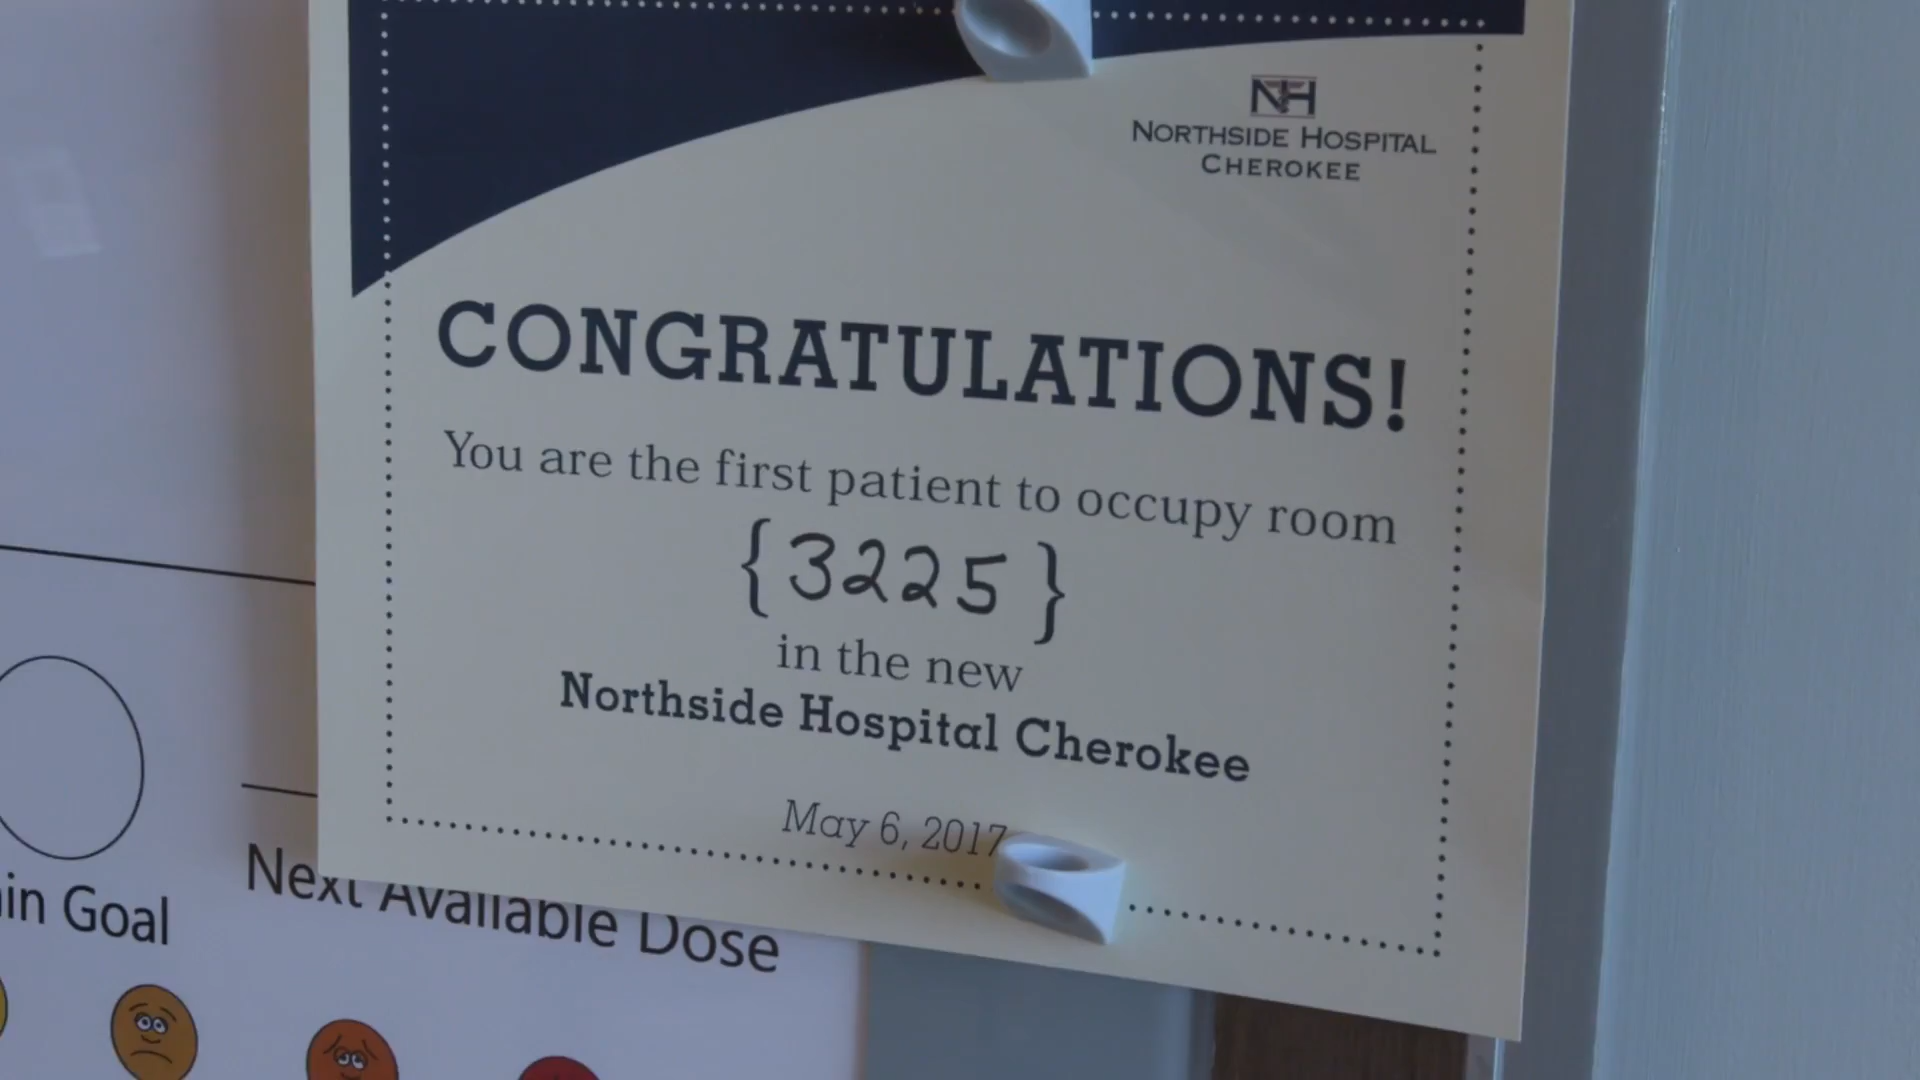 NH
NORTHSIDE HOSPITAL
CHEROKEE
CONGRATULATIONS!
You are the first patient to occupy room
{3225}
in the new
Northside Hospital Cherokee
May 6, 2017
Goal
Next Available Dose